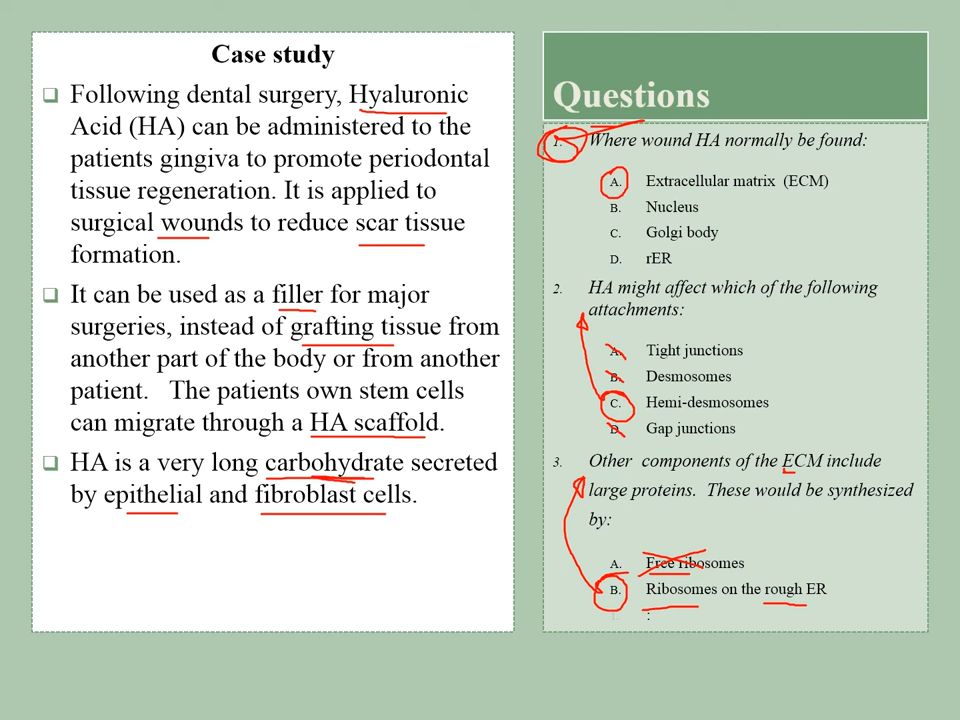 Case study
❑ Following dental surgery, Hyaluronic
Acid (HA) can be administered to the
patients gingiva to promote periodontal
tissue regeneration. It is applied to
surgical wounds to reduce scar tissue
formation.
❑ It can be used as a filler for major
surgeries, instead of grafting tissue from
another part of the body or from another
patient. The patients own stem cells
can migrate through a HA scaffold.
❑ HA is a very long carbohydrate secreted
by epithelial and fibroblast cells.
Questions
1. Where wound HA normally be found:
A. Extracellular matrix (ECM)
B. Nucleus
C. Golgi body
D. rER
2. HA might affect which of the following
attachments:
A. Tight junctions
B. Desmosomes
C. Hemi-desmosomes
D. Gap junctions
3. Other components of the ECM include
large proteins. These would be synthesized
by:
A. Free ribosomes
B. Ribosomes on the rough ER
: